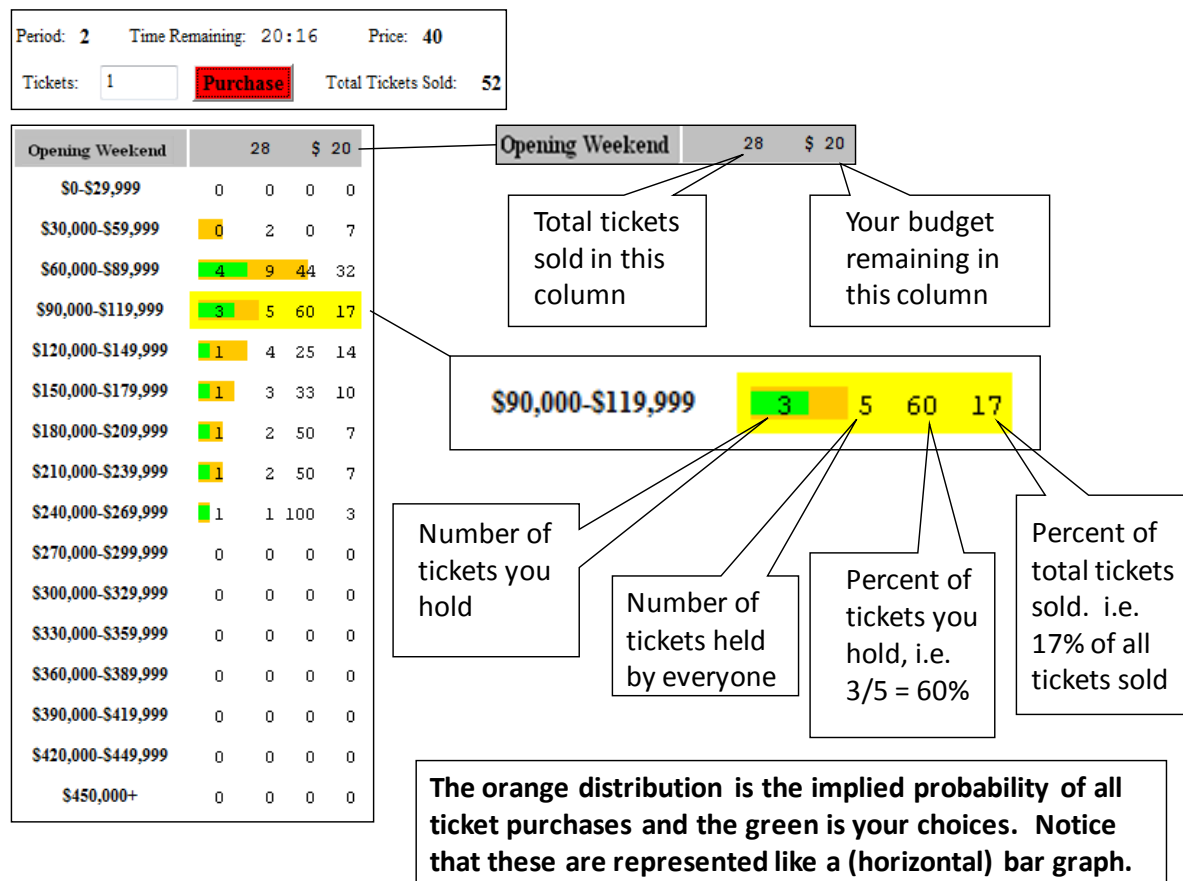 Period: 2 Time Remaining: 20:16 Price: 40
Tickets: 1 Purchase Total Tickets Sold: 52
Opening Weekend 28 $ 20
$0-$29,999 0 0 0 0
$30,000-$59,999 0 2 0 7
$60,000-$89,999 4 9 44 32
$90,000-$119,999 3 5 60 17
$120,000-$149,999 1 4 25 14
$150,000-$179,999 1 3 33 10
$180,000-$209,999 1 2 50 7
$210,000-$239,999 1 2 50 7
$240,000-$269,999 1 1 100 3
$270,000-$299,999 0 0 0 0
$300,000-$329,999 0 0 0 0
$330,000-$359,999 0 0 0 0
$360,000-$389,999 0 0 0 0
$390,000-$419,999 0 0 0 0
$420,000-$449,999 0 0 0 0
$450,000+ 0 0 0 0
Opening Weekend 28 $ 20
Total tickets
sold in this
column
Your budget
remaining in
this column
$90,000-$119,999 3 5 60 17
Number of
tickets you
hold
Number of
tickets held
by everyone
Percent of
tickets you
hold, i.e.
3/5 = 60%
Percent of
total tickets
sold. i.e.
17% of all
tickets sold
The orange distribution is the implied probability of all
ticket purchases and the green is your choices. Notice
that these are represented like a (horizontal) bar graph.